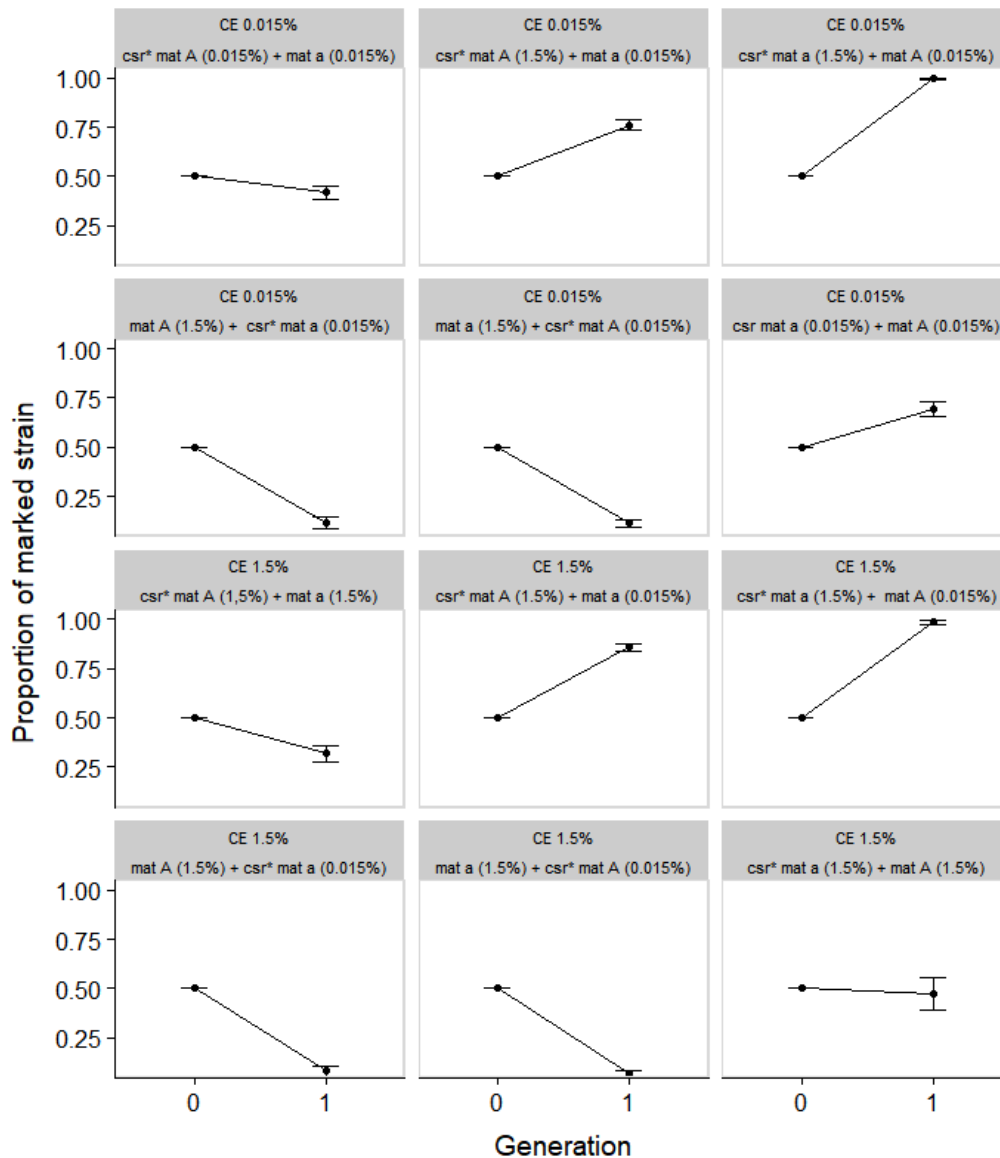 CE 0.015%
csr* mat A (0.015%) + mat a (0.015%)
CE 0.015%
csr* mat A (1.5%) + mat a (0.015%)
CE 0.015%
csr* mat a (1.5%) + mat A (0.015%)
1.00
0.75
0.50
0.25
CE 0.015%
mat A (1.5%) + csr* mat a (0.015%)
CE 0.015%
mat a (1.5%) + csr* mat A (0.015%)
CE 0.015%
csr mat a (0.015%) + mat A (0.015%)
1.00
0.75
0.50
0.25
Proportion of marked strain
CE 1.5%
csr* mat A (1,5%) + mat a (1.5%)
CE 1.5%
csr* mat A (1.5%) + mat a (0.015%)
CE 1.5%
csr* mat a (1.5%) + mat A (0.015%)
1.00
0.75
0.50
0.25
CE 1.5%
mat A (1.5%) + csr* mat a (0.015%)
CE 1.5%
mat a (1.5%) + csr* mat A (0.015%)
CE 1.5%
csr* mat a (1.5%) + mat A (1.5%)
1.00
0.75
0.50
0.25
0 1 0 1 0 1
Generation